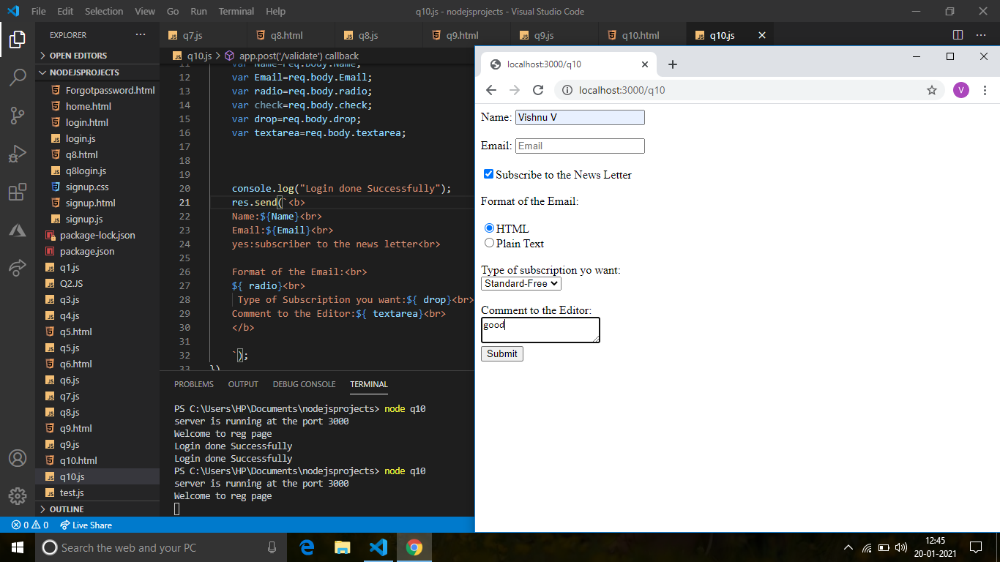 File Edit Selection View Go Run Terminal Help q10.js - nodejsprojects - Visual Studio Code
EXPLORER ···
q7.js q8.html q8.js q9.html q9.js q10.html q10.js
OPEN EDITORS
NODEJSPROJECTS
Forgotpassword.html
home.html
login.html
login.js
q8.html
q8login.js
signup.css
signup.html
signup.js
package-lock.json
package.json
q1.js
Q2.JS
q3.js
q4.js
q5.html
q5.js
q6.html
q6.js
q7.js
q8.js
q9.html
q9.js
q10.html
q10.js
test.js
OUTLINE
q10.js > app.post('/validate') callback
11 var Name=req.body.Name;
12 var Email=req.body.Email;
13 var radio=req.body.radio;
14 var check=req.body.check;
15 var drop=req.body.drop;
16 var textarea=req.body.textarea;
17
18
19
20 console.log("Login done Successfully");
21 res.send(`<b>
22 Name:${Name}<br>
23 Email:${Email}<br>
24 yes:subscriber to the news letter<br>
25
26 Format of the Email:<br>
27 ${ radio}<br>
28 Type of Subscription you want:${ drop}<br>
29 Comment to the Editor:${ textarea}<br>
30 </b>
31
32 `);
33 })
PROBLEMS OUTPUT DEBUG CONSOLE TERMINAL
PS C:\Users\HP\Documents\nodejsprojects> node q10
server is running at the port 3000
Welcome to reg page
Login done Successfully
Login done Successfully
PS C:\Users\HP\Documents\nodejsprojects> node q10
server is running at the port 3000
Welcome to reg page
0 0 Live Share
localhost:3000/q10
localhost:3000/q10 V
Name: Vishnu V
Email: Email
Subscribe to the News Letter
Format of the Email:
HTML
Plain Text
Type of subscription yo want:
Standard-Free
Comment to the Editor:
good
Submit
Search the web and your PC
12:45
20-01-2021